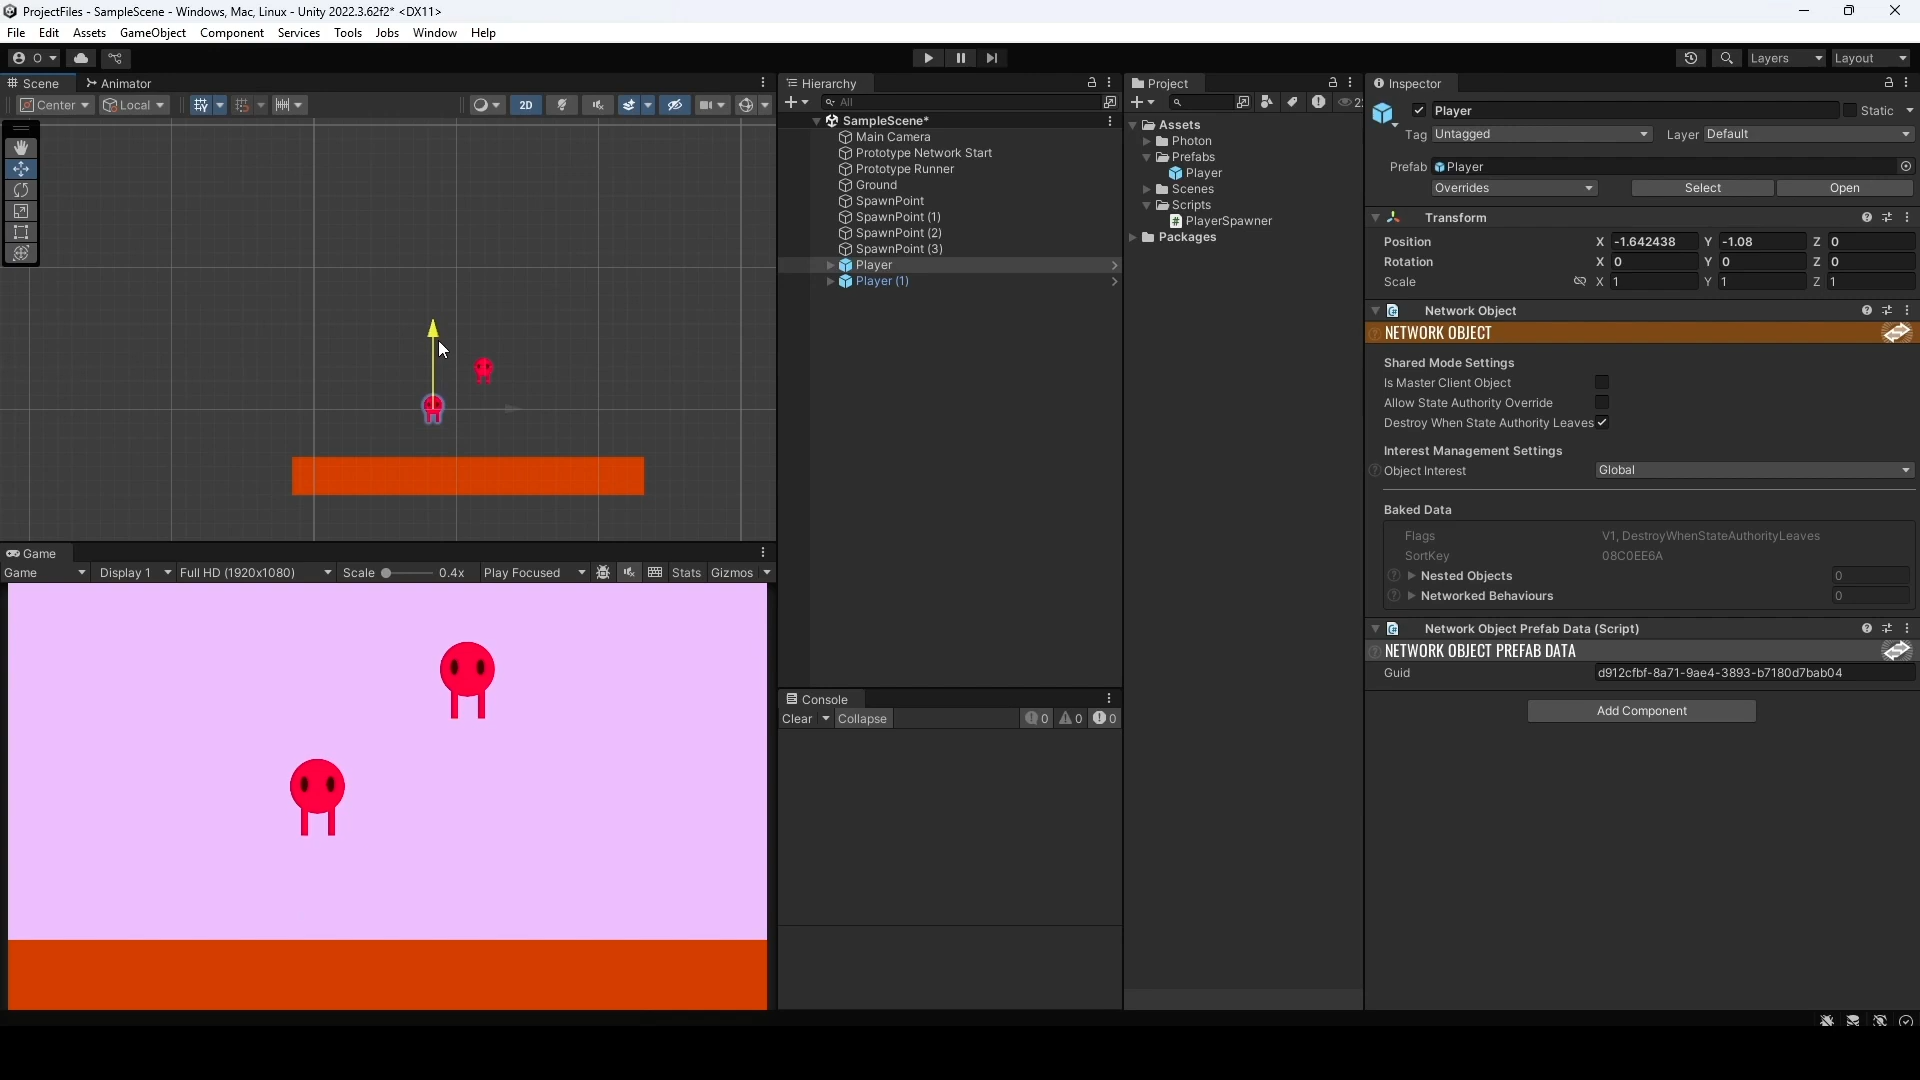 ProjectFiles - SampleScene - Windows, Mac, Linux - Unity 2022.3.62f2* <DX11>
File Edit Assets GameObject Component Services Tools Jobs Window Help
O Layers Layout
Scene Animator
Center Local 2D
Game
Game Display 1 Full HD (1920x1080) Scale 0.4x Play Focused Stats Gizmos
Hierarchy
All
SampleScene*
Main Camera
Prototype Network Start
Prototype Runner
Ground
SpawnPoint
SpawnPoint (1)
SpawnPoint (2)
SpawnPoint (3)
Player
Player (1)
Console
Clear Collapse 0 0 0
Project
22
Assets
Photon
Prefabs
Player
Scenes
Scripts
PlayerSpawner
Packages
Inspector
Player Static
Tag Untagged Layer Default
Prefab Player
Overrides Select Open
Transform
Position X -1.642438 Y -1.08 Z 0
Rotation X 0 Y 0 Z 0
Scale X 1 Y 1 Z 1
Network Object
NETWORK OBJECT
Shared Mode Settings
Is Master Client Object
Allow State Authority Override
Destroy When State Authority Leaves
Interest Management Settings
Object Interest Global
Baked Data
Flags V1, DestroyWhenStateAuthorityLeaves
SortKey 08C0EE6A
Nested Objects 0
Networked Behaviours 0
Network Object Prefab Data (Script)
NETWORK OBJECT PREFAB DATA
Guid d912cfbf-8a71-9ae4-3893-b7180d7bab04
Add Component